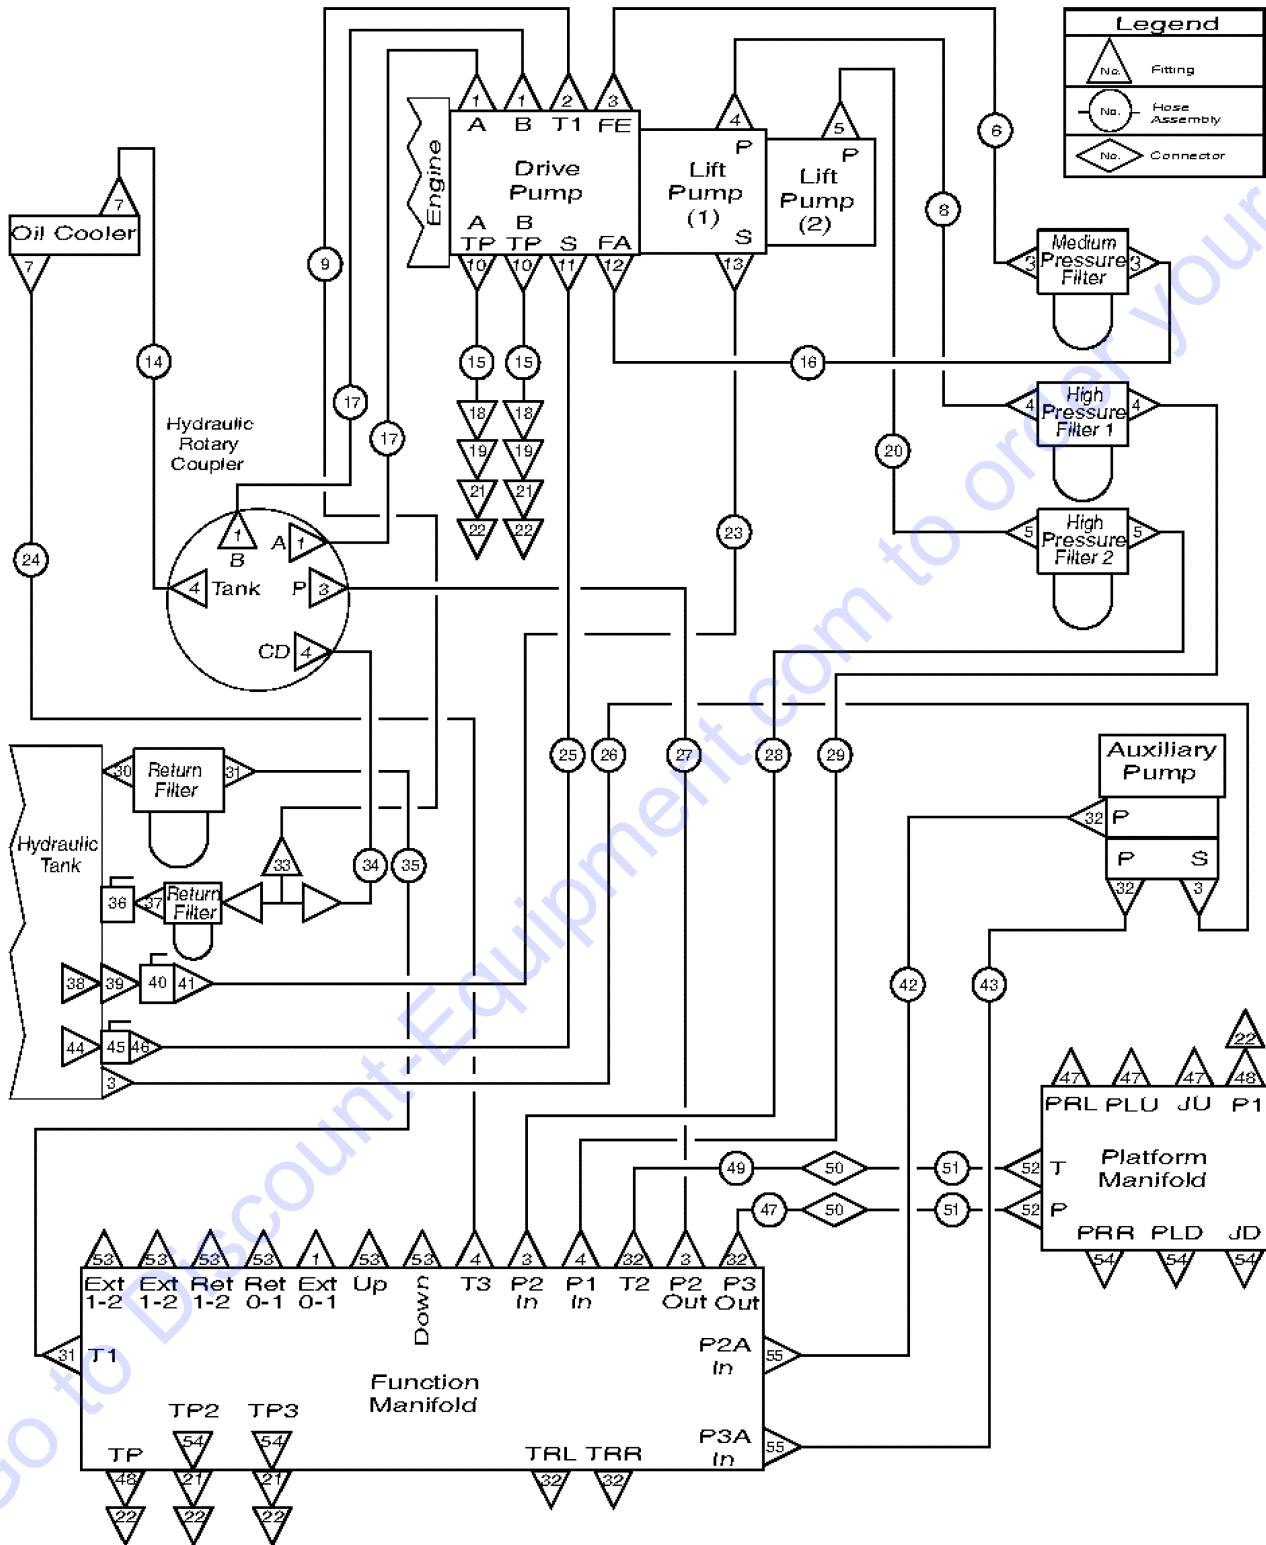 Legend
No. Fitting
No. Hose
Assembly
No. Connector
1 1 2 3
A B T1 FE
4
5
6
Engine
Drive
Pump
A B
TP TP S FA
10 10 11 12
P
Lift
Pump
(1)
S
13
P
Lift
Pump
(2)
7
Oil Cooler
7
8
9
3 Medium
Pressure
Filter 3
14
15 15
16
17
17
18 18
19 19
21 21
22 22
4 High
Pressure
Filter 1 4
20
23
5 High
Pressure
Filter 2 5
Hydraulic
Rotary
Coupler
24
1
B
A 1
4 Tank
P 3
CD 4
25 26 27 28 29
30 Return
Filter 31
Hydraulic
Tank
33
34 35
36 37 Return
Filter
38 39 40 41
44 45 46
3
Auxiliary
Pump
32 P
P S
32 3
42 43
22
47 47 47 48
PRL PLU JU P1
49 50 51 52 T
47 50 51 52 P
Platform
Manifold
PRR PLD JD
54 54 54
53 53 53 53 1 53 53 4 3 4 32 3 32
Ext
1-2
Ext
1-2
Ret
1-2
Ret
0-1
Ext
0-1
Up
Down
T3
P2
In
P1
In
T2
P2
Out
P3
Out
31 T1
P2A
In 55
Function
Manifold
TP2 TP3
54 54
TP
48 21 21
22 22 22
TRL TRR
32 32
P3A
In 55
Go to Discount-Equipment.com to order your